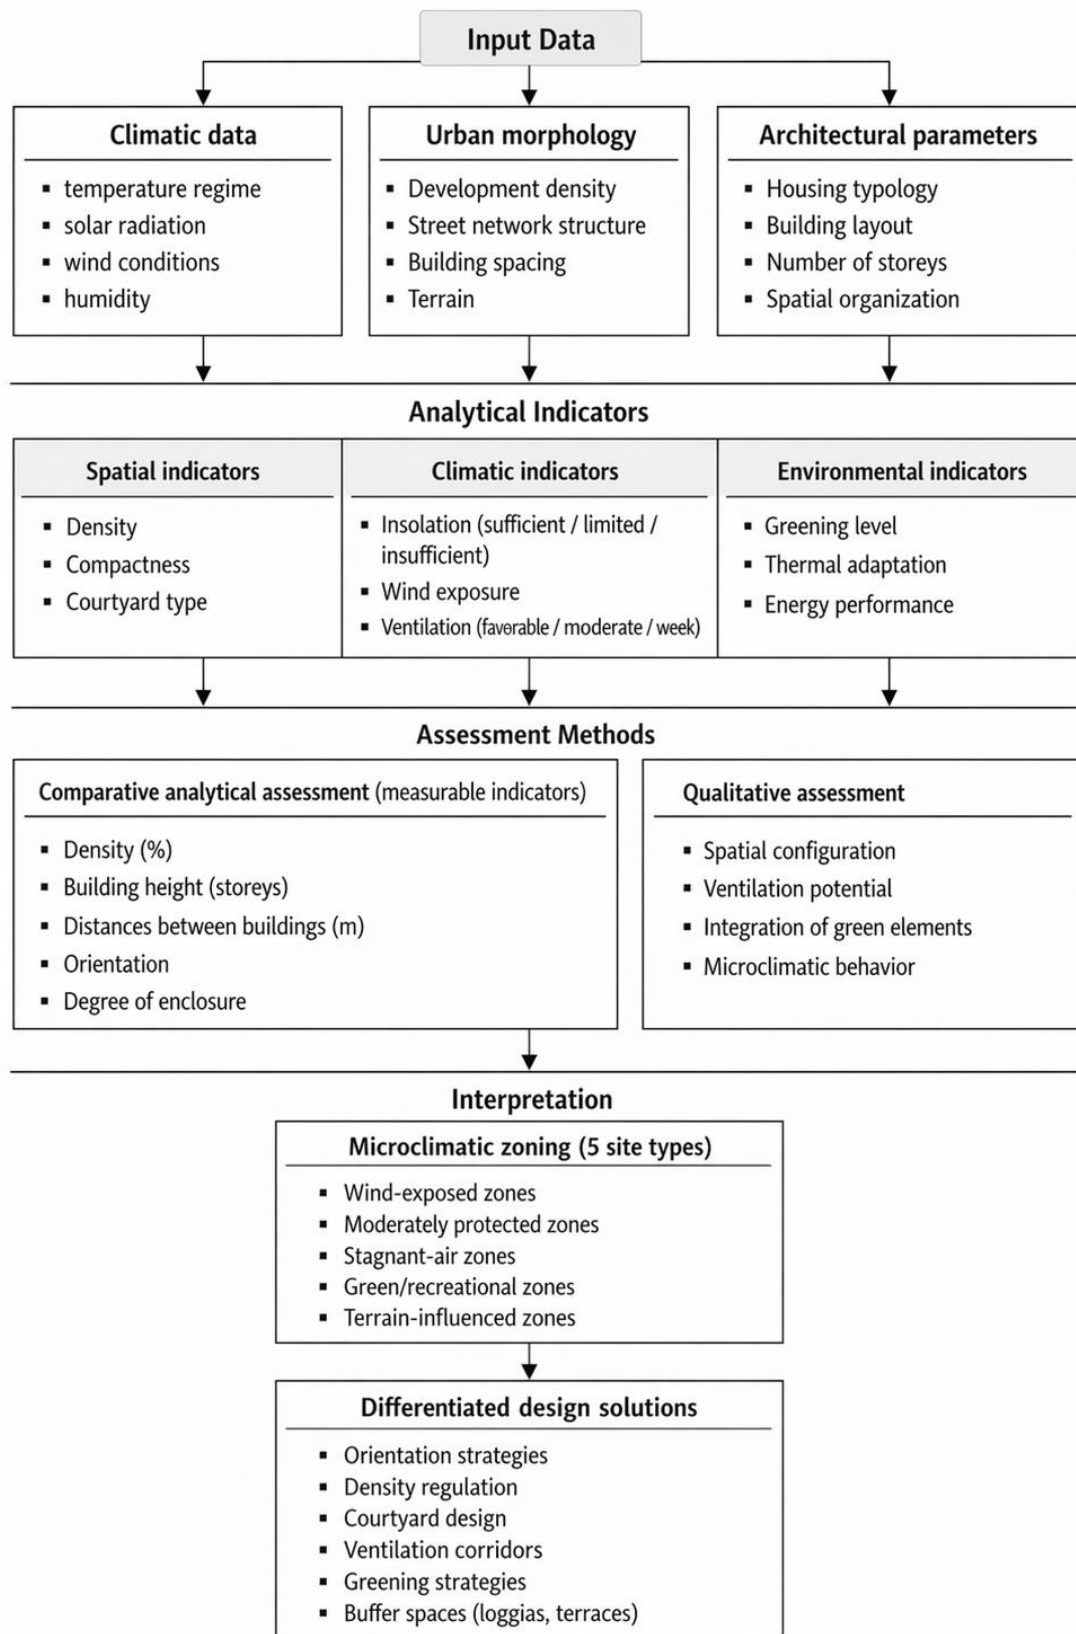 Input Data
Climatic data
▪ temperature regime
▪ solar radiation
▪ wind conditions
▪ humidity
Urban morphology
▪ Development density
▪ Street network structure
▪ Building spacing
▪ Terrain
Architectural parameters
▪ Housing typology
▪ Building layout
▪ Number of storeys
▪ Spatial organization
Analytical Indicators
Spatial indicators
▪ Density
▪ Compactness
▪ Courtyard type
Climatic indicators
▪ Insolation (sufficient / limited /
insufficient)
▪ Wind exposure
▪ Ventilation (favorable / moderate / week)
Environmental indicators
▪ Greening level
▪ Thermal adaptation
▪ Energy performance
Assessment Methods
Comparative analytical assessment (measurable indicators)
▪ Density (%)
▪ Building height (storeys)
▪ Distances between buildings (m)
▪ Orientation
▪ Degree of enclosure
Qualitative assessment
▪ Spatial configuration
▪ Ventilation potential
▪ Integration of green elements
▪ Microclimatic behavior
Interpretation
Microclimatic zoning (5 site types)
▪ Wind-exposed zones
▪ Moderately protected zones
▪ Stagnant-air zones
▪ Green/recreational zones
▪ Terrain-influenced zones
Differentiated design solutions
▪ Orientation strategies
▪ Density regulation
▪ Courtyard design
▪ Ventilation corridors
▪ Greening strategies
▪ Buffer spaces (loggias, terraces)